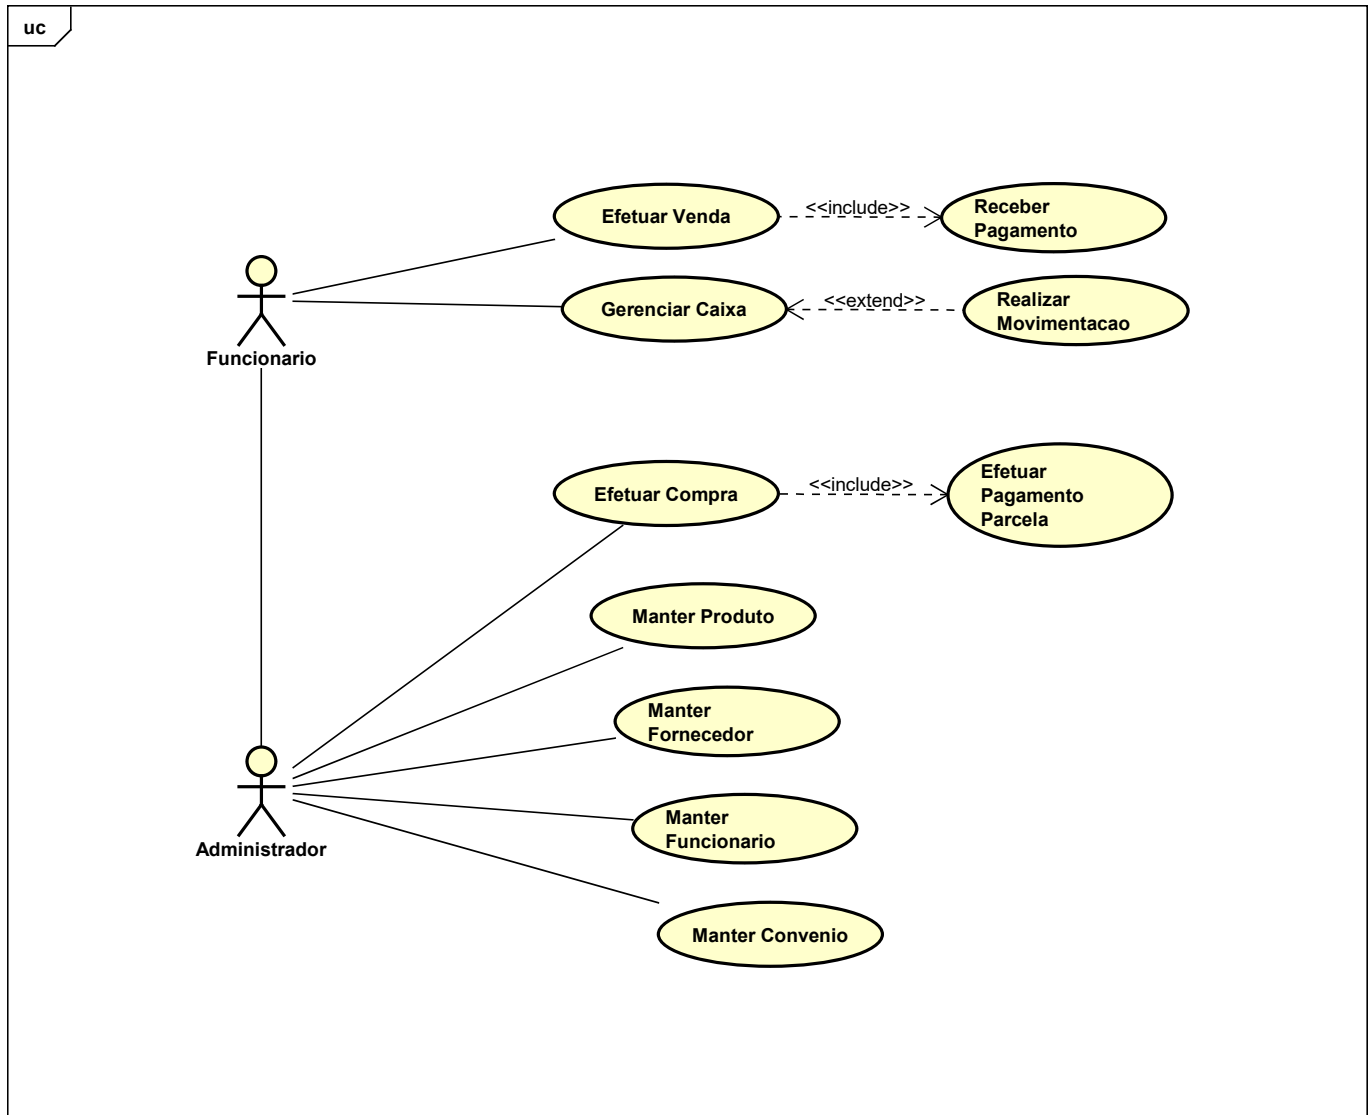 uc
Efetuar Venda
<<include>>
Receber
Pagamento
Gerenciar Caixa
<<extend>>
Realizar
Movimentacao
Funcionario
Efetuar Compra
<<include>>
Efetuar
Pagamento
Parcela
Manter Produto
Manter
Fornecedor
Manter
Funcionario
Administrador
Manter Convenio